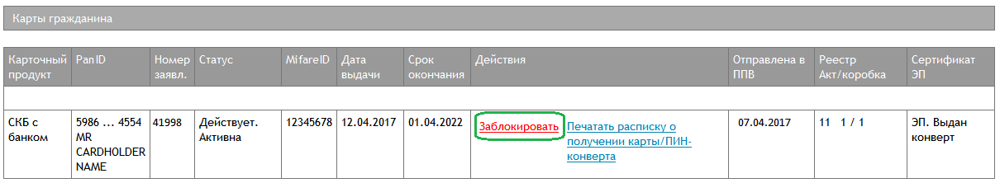 Карты гражданина
Карточный продукт
PanID
Номер заявл.
Статус
MifareID
Дата выдачи
Срок окончания
Действия
Отправлена в ППВ
Реестр Акт/коробка
Сертификат ЭП
СКБ с банком
5986 ... 4554
MR
CARDHOLDER
NAME
41998
Действует.
Активна
12345678
12.04.2017
01.04.2022
Заблокировать
Печатать расписку о
получении карты/ПИН-
конверта
07.04.2017
11 1 / 1
ЭП. Выдан
конверт